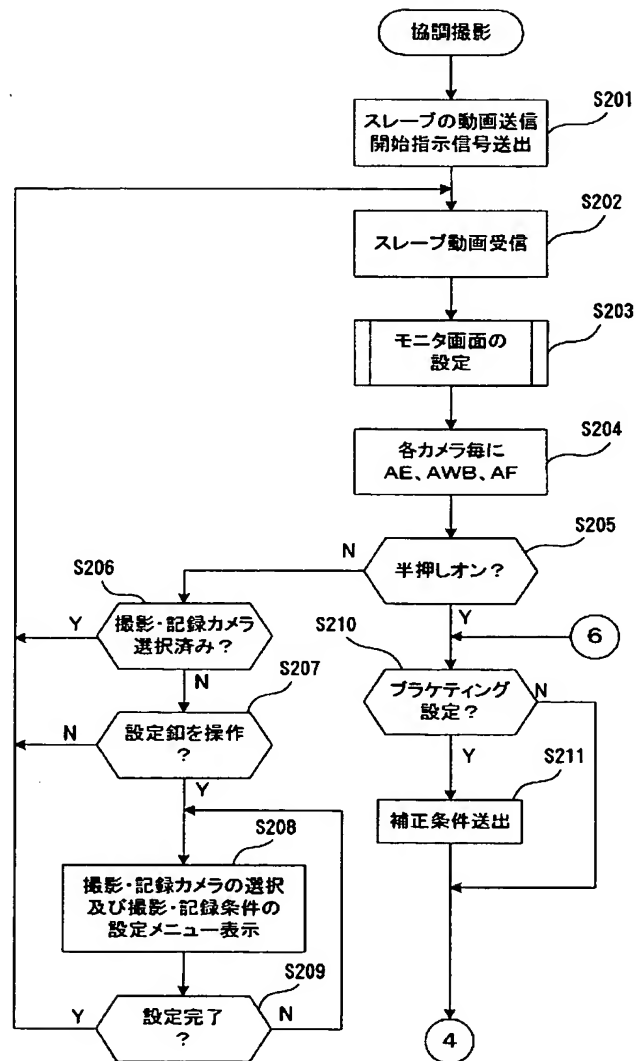 協調撮影
S201
スレーブの動画送信
開始指示信号送出
S202
スレーブ動画受信
S203
モニタ画面の
設定
S204
各カメラ毎に
AE、AWB、AF
S205
半押しオン？
N
Y
S206
撮影・記録カメラ
選択済み？
Y
N
S207
設定釦を操作
？
N
Y
S208
撮影・記録カメラの選択
及び撮影・記録条件の
設定メニュー表示
S209
設定完了
？
Y
N
6
S210
ブラケティング
設定？
N
Y
S211
補正条件送出
4